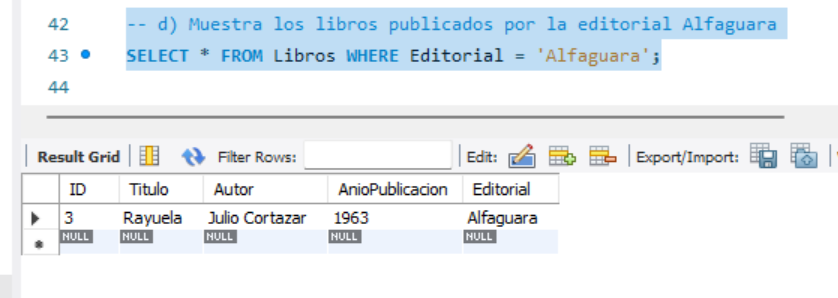 42 -- d) Muestra los libros publicados por la editorial Alfaguara
43 SELECT * FROM Libros WHERE Editorial = 'Alfaguara';
44
Result Grid Filter Rows: Edit: Export/Import:
ID Titulo Autor AnioPublicacion Editorial
3 Rayuela Julio Cortazar 1963 Alfaguara
NULL NULL NULL NULL NULL